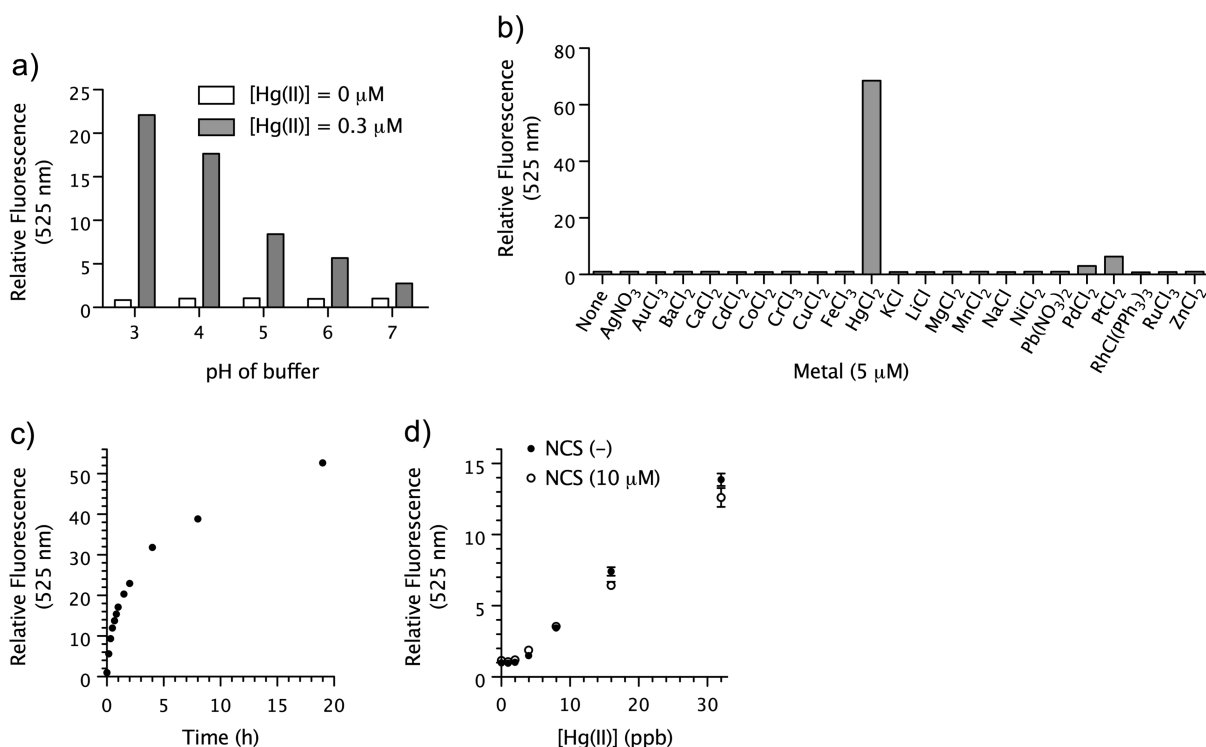 a)
Relative Fluorescence
(525 nm)
25
20
15
10
5
0
[Hg(II)] = 0 μM
[Hg(II)] = 0.3 μM
3 4 5 6 7
pH of buffer
b)
Relative Fluorescence
(525 nm)
80
60
40
20
0
None
AgNO₃
AuCl₃
BaCl₂
CaCl₂
CdCl₂
CoCl₂
CrCl₃
CuCl₂
FeCl₃
HgCl₂
KCl
LiCl
MgCl₂
MnCl₂
NaCl
NiCl₂
Pb(NO₃)₂
PdCl₂
PtCl₂
RhCl(PPh₃)₃
RuCl₃
ZnCl₂
Metal (5 μM)
c)
Relative Fluorescence
(525 nm)
50
40
30
20
10
0
0 5 10 15 20
Time (h)
d)
Relative Fluorescence
(525 nm)
NCS (–)
NCS (10 μM)
15
10
5
0
0 10 20 30
[Hg(II)] (ppb)